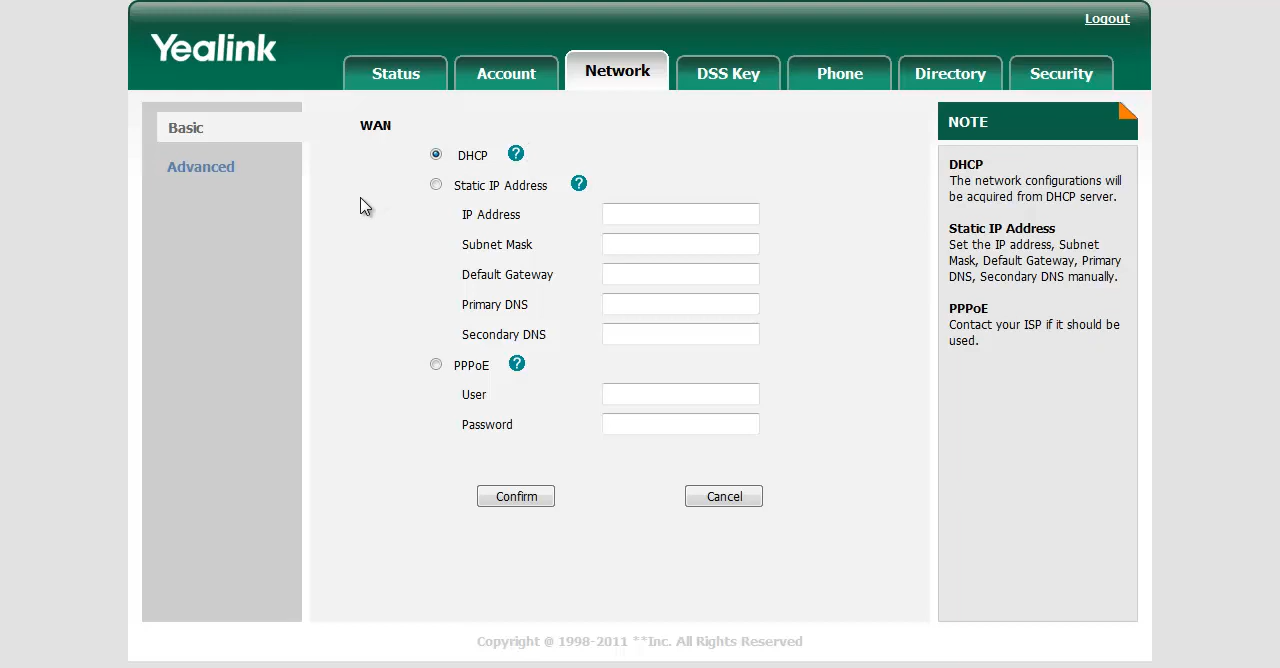 Logout
Yealink
Status Account Network DSS Key Phone Directory Security
Basic
Advanced
WAN
DHCP ?
Static IP Address ?
IP Address
Subnet Mask
Default Gateway
Primary DNS
Secondary DNS
PPPoE ?
User
Password
Confirm Cancel
NOTE
DHCP
The network configurations will
be acquired from DHCP server.
Static IP Address
Set the IP address, Subnet
Mask, Default Gateway, Primary
DNS, Secondary DNS manually.
PPPoE
Contact your ISP if it should be
used.
Copyright @ 1998-2011 **Inc. All Rights Reserved